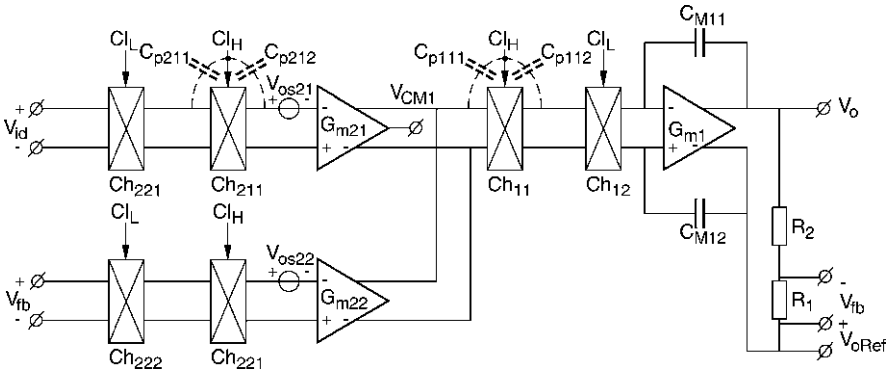 Cl_L C_p211 Cl_H C_p212 C_p111 Cl_H C_p112 Cl_L C_M11
V_os21 V_CM1
+ - + -
+ V_id -
- G_m21 + -
- G_m1 + -
V_o
Ch_221 Ch_211 Ch_11 Ch_12
C_M12
Cl_L Cl_H
V_os22
+ -
+ V_fb -
- G_m22 + -
Ch_222 Ch_221
R_2
R_1
- V_fb +
V_oRef